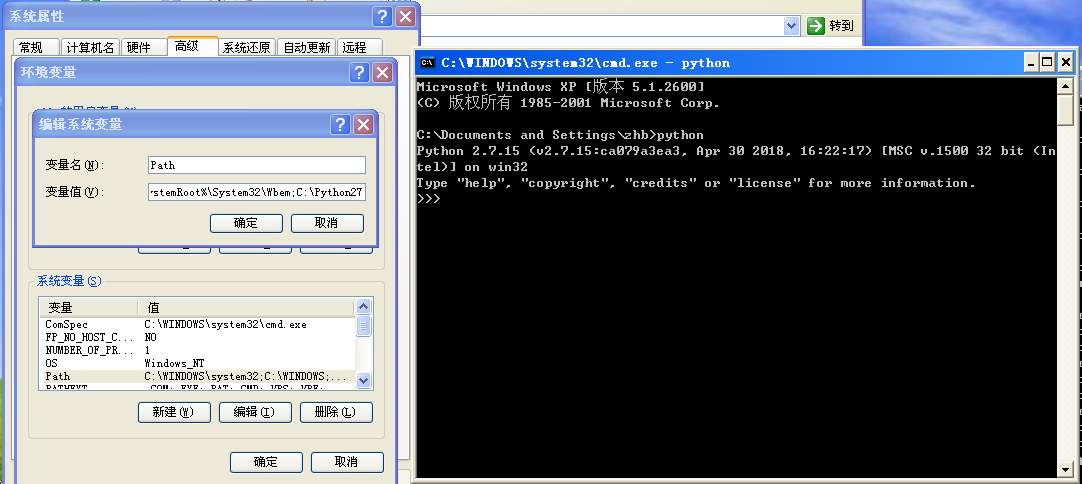 系统属性
转到
常规 计算机名 硬件 高级 系统还原 自动更新 远程
环境变量
编辑系统变量
变量名(N):
Path
变量值(V):
stemRoot%\System32\Wbem;C:\Python27
确定 取消
系统变量(S)
变量 值
ComSpec C:\WINDOWS\system32\cmd.exe
FP_NO_HOST_C... NO
NUMBER_OF_PR... 1
OS Windows_NT
Path C:\WINDOWS\system32;C:\WINDOWS;...
新建(W) 编辑(I) 删除(L)
确定 取消
C:\WINDOWS\system32\cmd.exe - python
Microsoft Windows XP [版本 5.1.2600]
(C) 版权所有 1985-2001 Microsoft Corp.
C:\Documents and Settings\zhb>python
Python 2.7.15 (v2.7.15:ca079a3ea3, Apr 30 2018, 16:22:17) [MSC v.1500 32 bit (In
tel)] on win32
Type "help", "copyright", "credits" or "license" for more information.
>>>